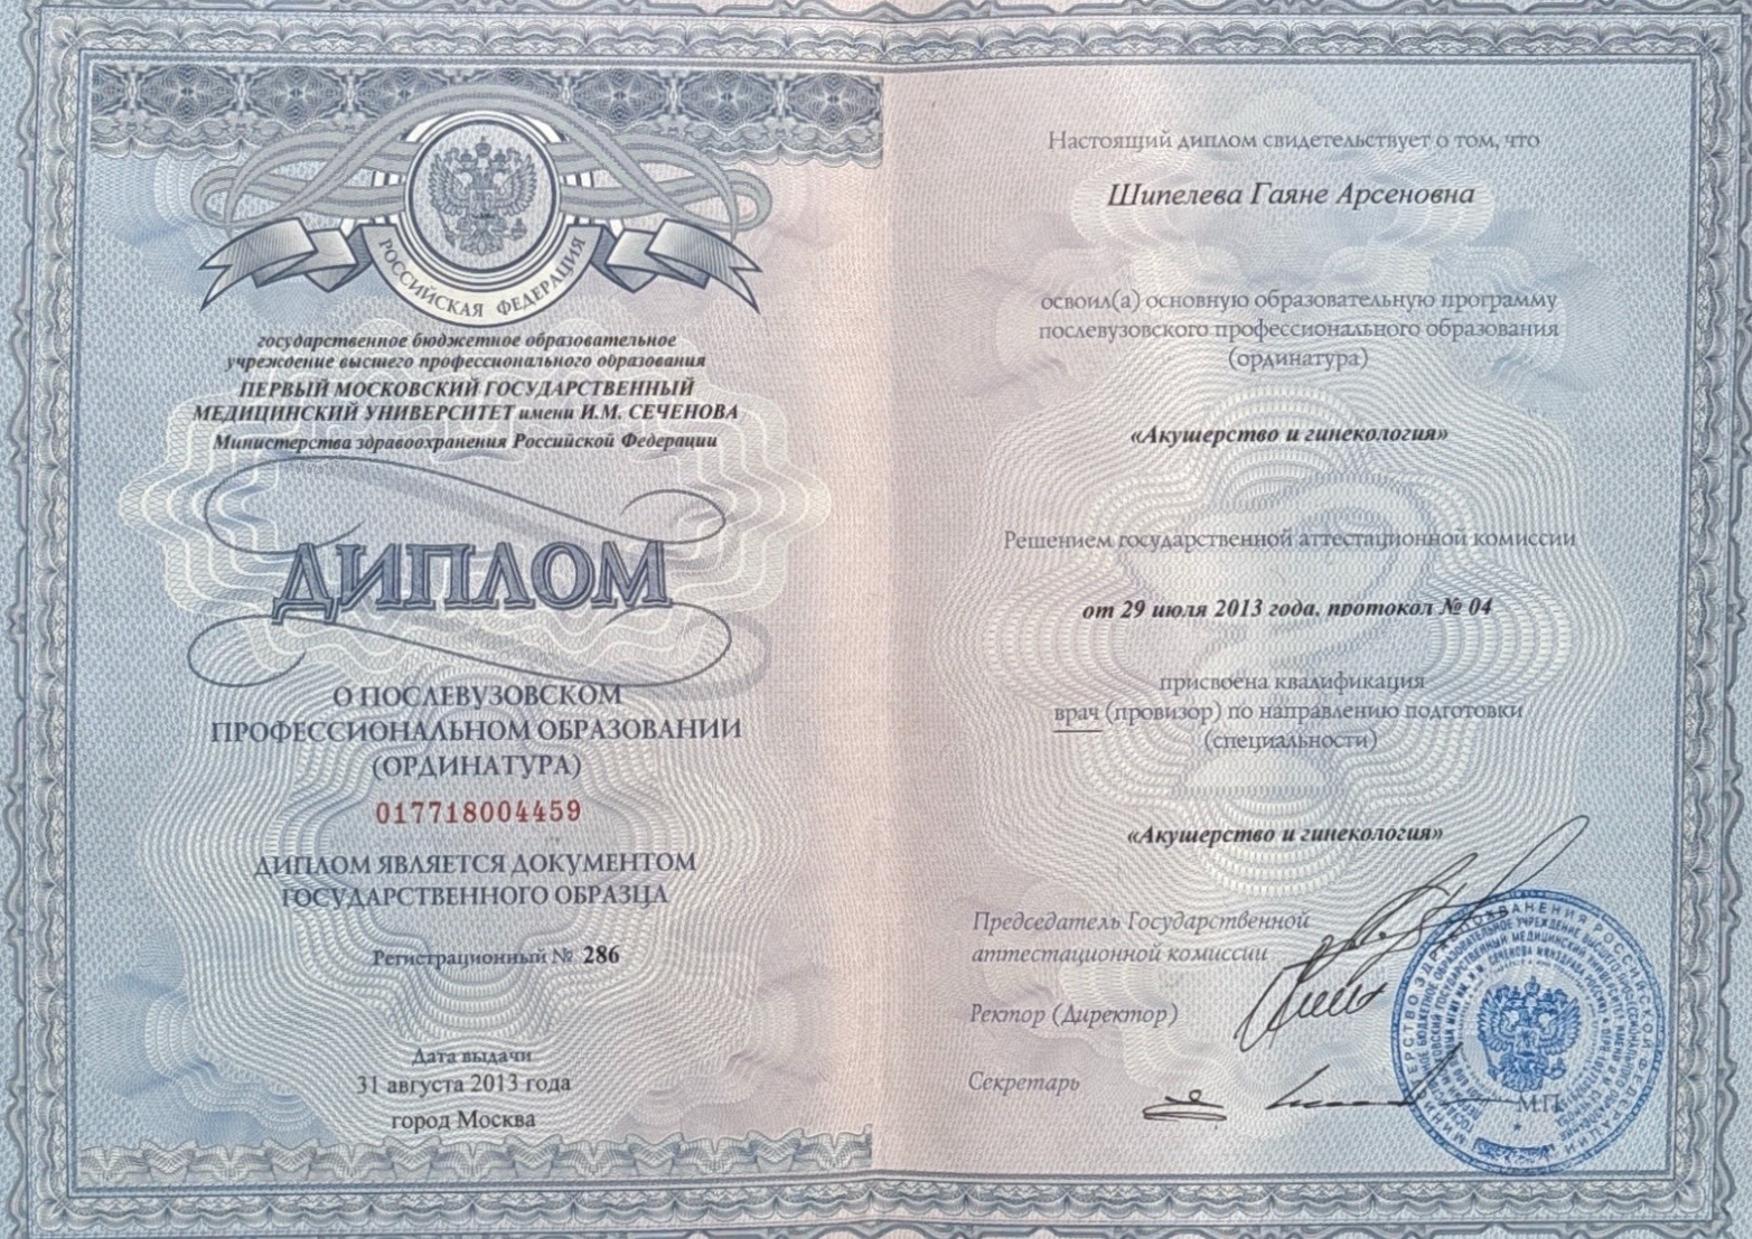 РОССИЙСКАЯ ФЕДЕРАЦИЯ
государственное бюджетное образовательное
учреждение высшего профессионального образования
ПЕРВЫЙ МОСКОВСКИЙ ГОСУДАРСТВЕННЫЙ
МЕДИЦИНСКИЙ УНИВЕРСИТЕТ имени И.М. СЕЧЕНОВА
Министерства здравоохранения Российской Федерации
ДИПЛОМ
О ПОСЛЕВУЗОВСКОМ
ПРОФЕССИОНАЛЬНОМ ОБРАЗОВАНИИ
(ОРДИНАТУРА)
017718004459
ДИПЛОМ ЯВЛЯЕТСЯ ДОКУМЕНТОМ
ГОСУДАРСТВЕННОГО ОБРАЗЦА
Регистрационный № 286
Дата выдачи
31 августа 2013 года
город Москва
Настоящий диплом свидетельствует о том, что
Шипелева Гаяне Арсеновна
освоил(а) основную образовательную программу
послевузовского профессионального образования
(ординатура)
«Акушерство и гинекология»
Решением государственной аттестационной комиссии
от 29 июля 2013 года, протокол № 04
присвоена квалификация
врач (провизор) по направлению подготовки
(специальности)
«Акушерство и гинекология»
Председатель Государственной
аттестационной комиссии
Ректор (Директор)
Секретарь
М.П.